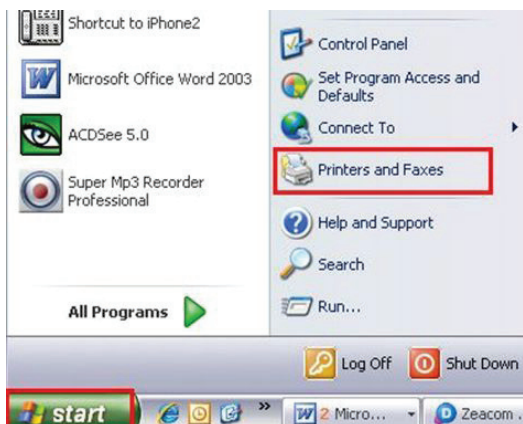 Shortcut to iPhone2
Microsoft Office Word 2003
ACDSee 5.0
Super Mp3 Recorder
Professional
All Programs
Control Panel
Set Program Access and
Defaults
Connect To
Printers and Faxes
Help and Support
Search
Run...
Log Off
Shut Down
start
»
2 Micro...
Zeacom .